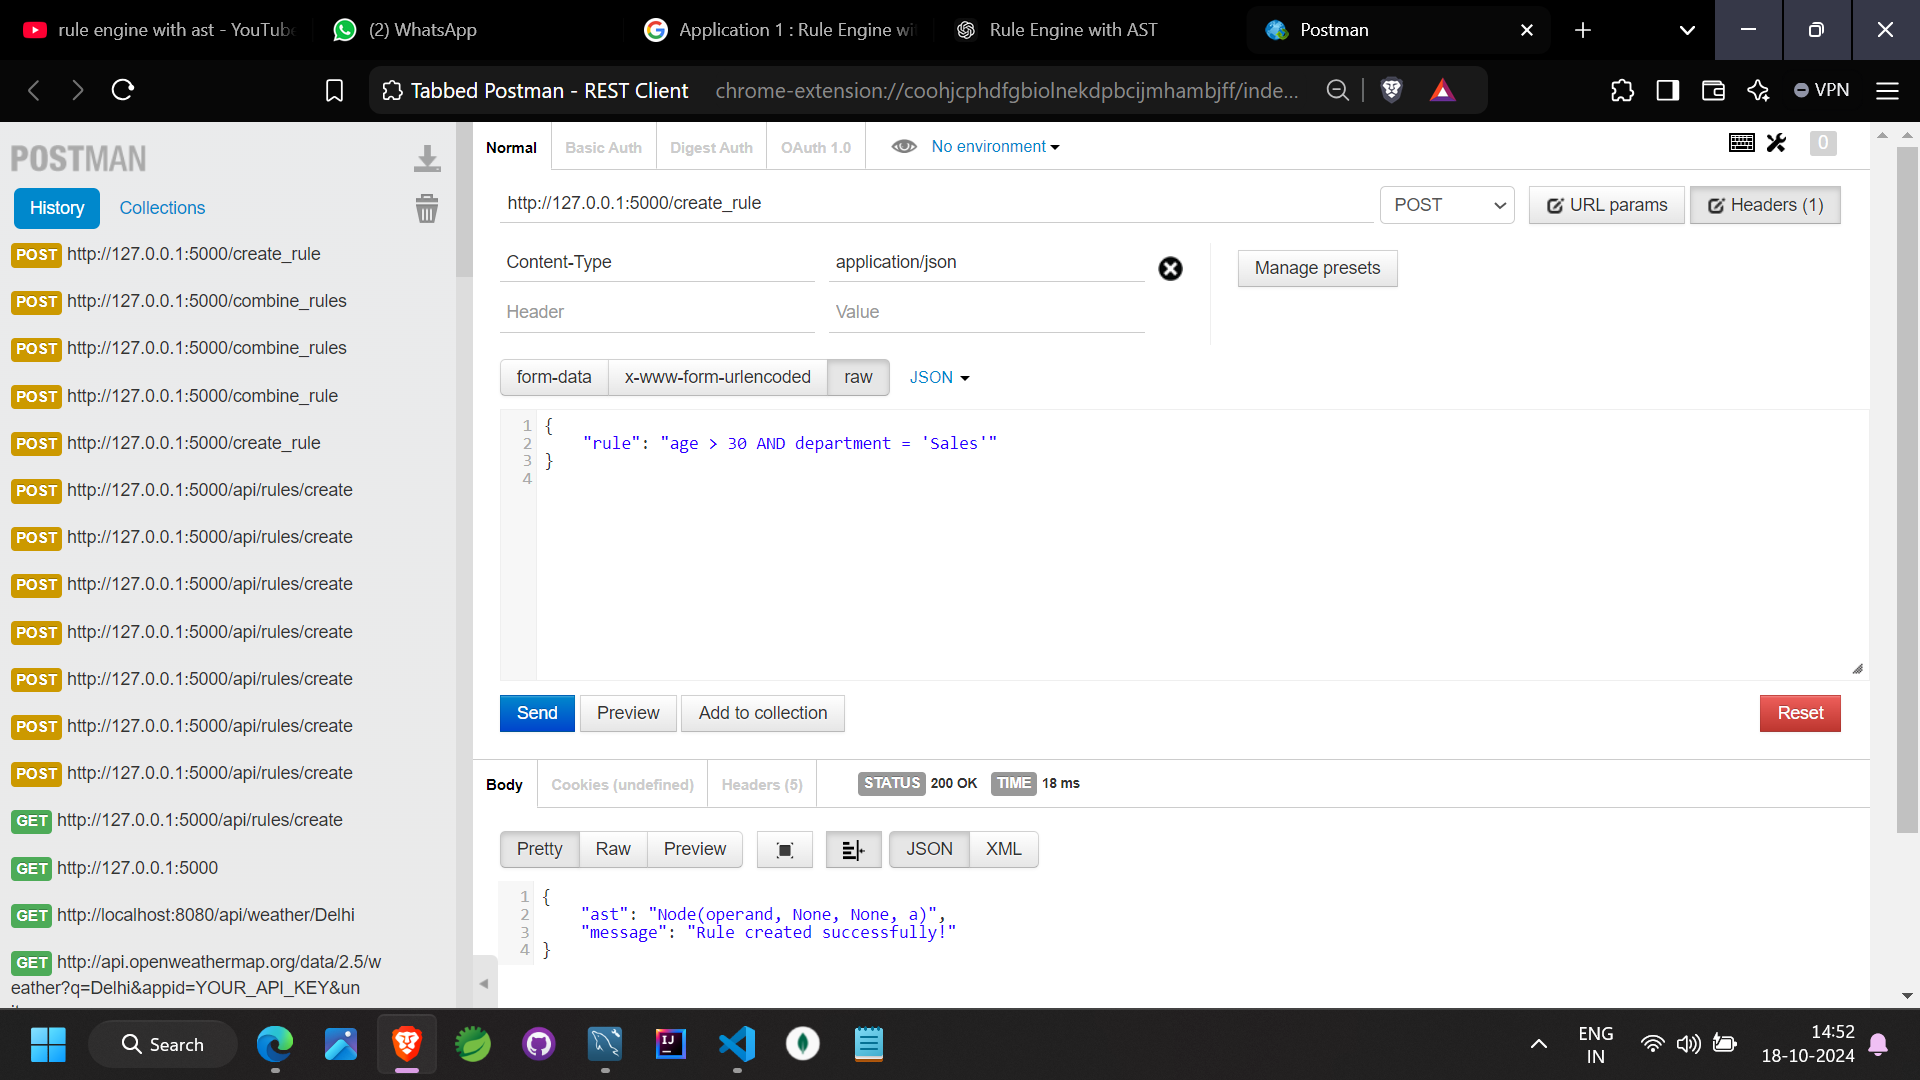 rule engine with ast - YouTub
(2) WhatsApp
Application 1 : Rule Engine wi
Rule Engine with AST
Postman
Tabbed Postman - REST Client
chrome-extension://coohjcphdfgbiolnekdpbcijmhambjff/inde...
VPN
POSTMAN
History
Collections
POST http://127.0.0.1:5000/create_rule
POST http://127.0.0.1:5000/combine_rules
POST http://127.0.0.1:5000/combine_rules
POST http://127.0.0.1:5000/combine_rule
POST http://127.0.0.1:5000/create_rule
POST http://127.0.0.1:5000/api/rules/create
POST http://127.0.0.1:5000/api/rules/create
POST http://127.0.0.1:5000/api/rules/create
POST http://127.0.0.1:5000/api/rules/create
POST http://127.0.0.1:5000/api/rules/create
POST http://127.0.0.1:5000/api/rules/create
POST http://127.0.0.1:5000/api/rules/create
GET http://127.0.0.1:5000/api/rules/create
GET http://127.0.0.1:5000
GET http://localhost:8080/api/weather/Delhi
GET http://api.openweathermap.org/data/2.5/w
eather?q=Delhi&appid=YOUR_API_KEY&un
Normal
Basic Auth
Digest Auth
OAuth 1.0
No environment
0
http://127.0.0.1:5000/create_rule
POST
URL params
Headers (1)
Content-Type
application/json
Manage presets
Header
Value
form-data
x-www-form-urlencoded
raw
JSON
1 {
2 "rule": "age > 30 AND department = 'Sales'"
3 }
4
Send
Preview
Add to collection
Reset
Body
Cookies (undefined)
Headers (5)
STATUS 200 OK
TIME 18 ms
Pretty
Raw
Preview
JSON
XML
1 {
2 "ast": "Node(operand, None, None, a)",
3 "message": "Rule created successfully!"
4 }
Search
IJ
ENG
IN
14:52
18-10-2024